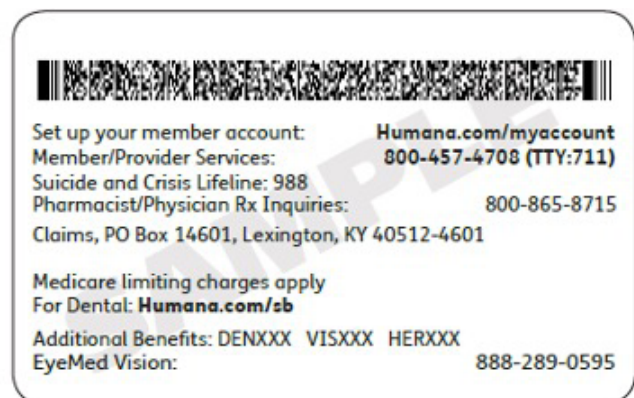 Set up your member account: Humana.com/myaccount
Member/Provider Services: 800-457-4708 (TTY:711)
Suicide and Crisis Lifeline: 988
Pharmacist/Physician Rx Inquiries: 800-865-8715
Claims, PO Box 14601, Lexington, KY 40512-4601
Medicare limiting charges apply
For Dental: Humana.com/sb
Additional Benefits: DENXXX VISXXX HERXXX
EyeMed Vision: 888-289-0595
SAMPLE